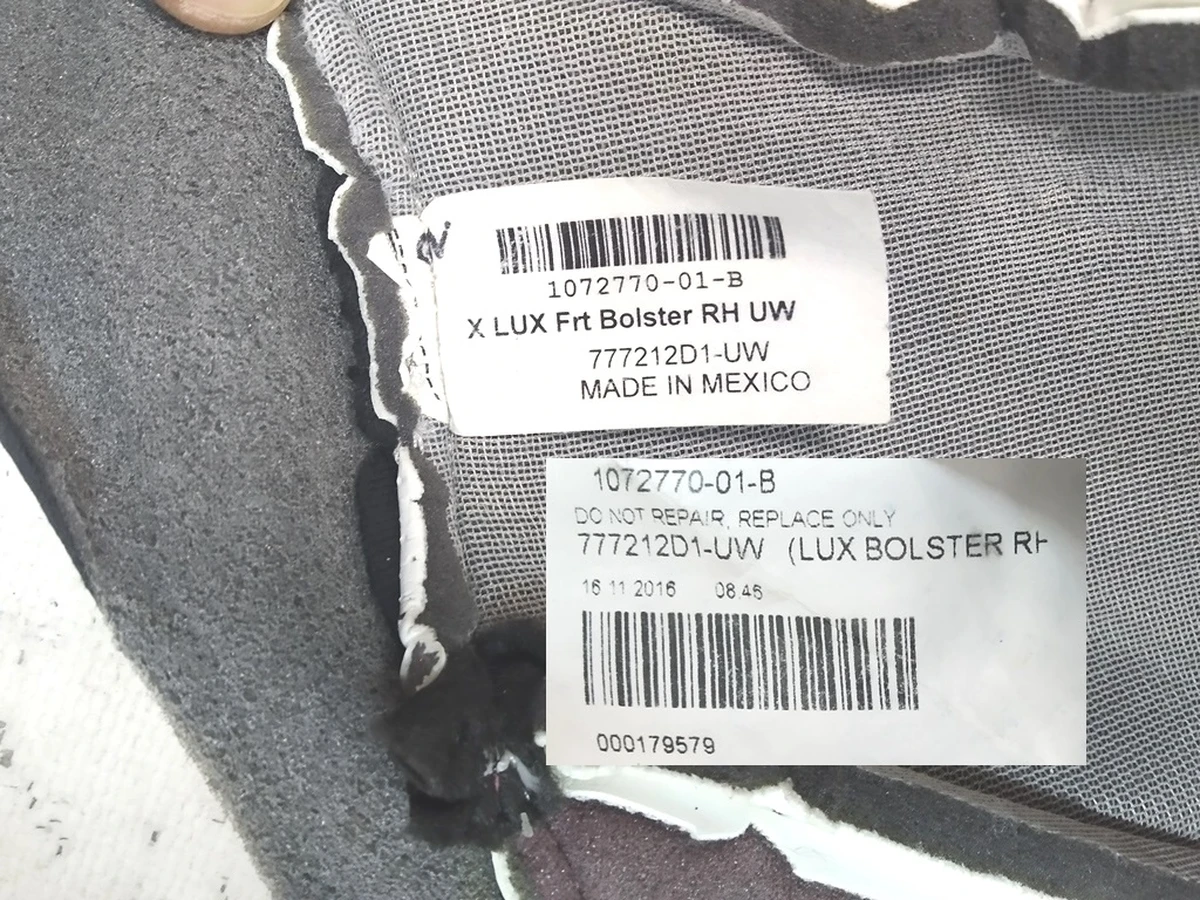 1072770-01-B
X LUX Frt Bolster RH UW
777212D1-UW
MADE IN MEXICO
1072770-01-B
DO NOT REPAIR, REPLACE ONLY
777212D1-UW (LUX BOLSTER RH
16 11 2016 08.46
000179579